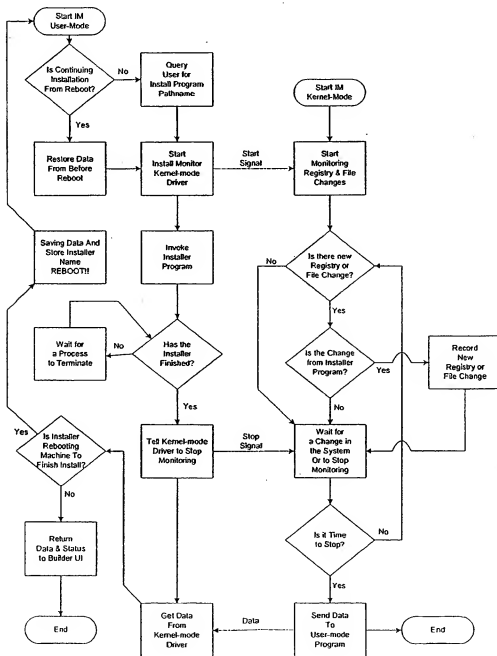 Start IM
User-Mode
Is Continuing
Installation
From Reboot?
No
Query
User for
Install Program
Pathname
Start IM
Kernel-Mode
Yes
Restore Data
From Before
Reboot
Start
Install Monitor
Kernel-mode
Driver
Start
Signal
Start
Monitoring
Registry & File
Changes
Saving Data And
Store Installer
Name
REBOOT!!
Invoke
Installer
Program
No
Is there new
Registry or
File Change?
Yes
Wait for
a Process
to Terminate
No
Has the
Installer
Finished?
Is the Change
from Installer
Program?
Yes
Record
New
Registry or
File Change
Yes
No
Yes
Is Installer
Rebooting
Machine To
Finish Install?
Tell Kernel-mode
Driver to Stop
Monitoring
Stop
Signal
Wait for
a Change in
the System
Or to Stop
Monitoring
No
Return
Data & Status
to Builder UI
Is it Time
to Stop?
No
Yes
End
Get Data
From
Kernel-mode
Driver
Data
Send Data
To
User-mode
Program
End